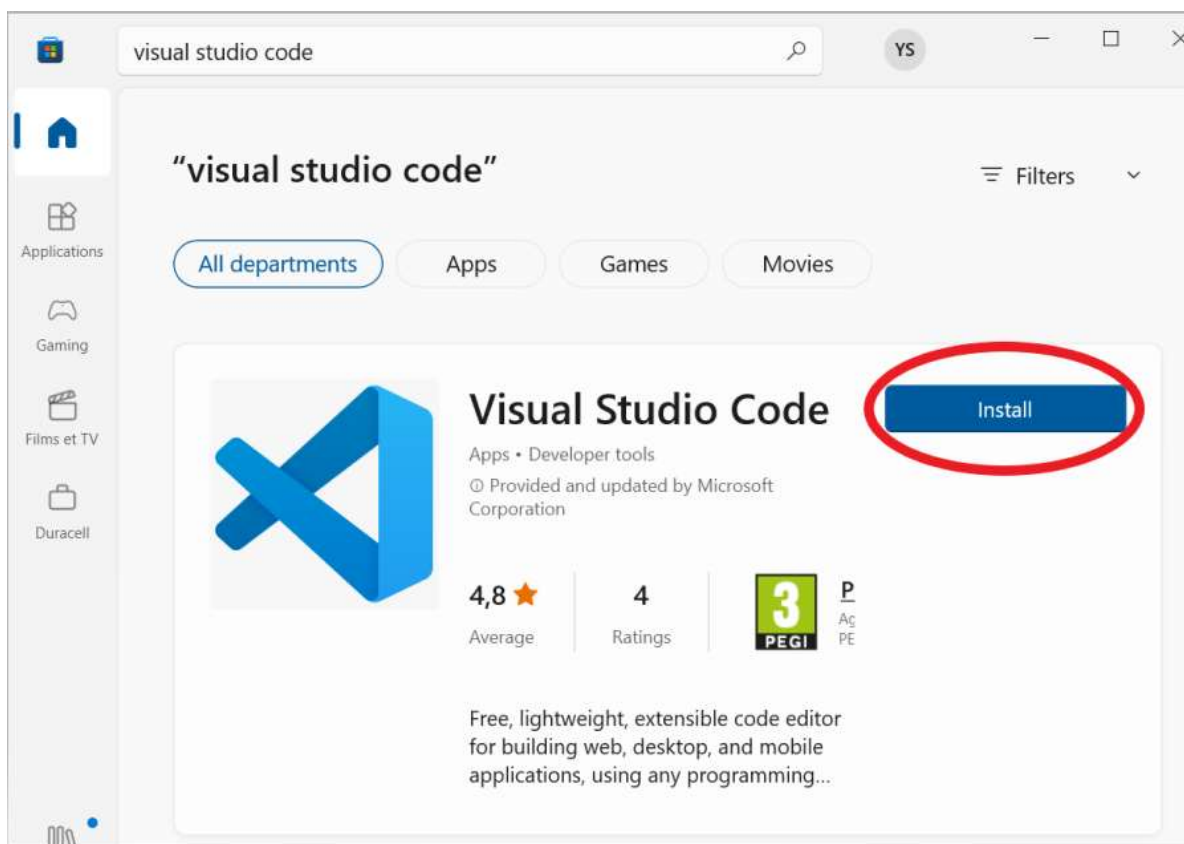 visual studio code
YS
“visual studio code”
Filters
Applications
All departments
Apps
Games
Movies
Gaming
Films et TV
Duracell
Visual Studio Code
Install
Apps • Developer tools
Provided and updated by Microsoft
Corporation
4,8
4
3
P
Average
Ratings
PEGI
Ag
PE
Free, lightweight, extensible code editor
for building web, desktop, and mobile
applications, using any programming...